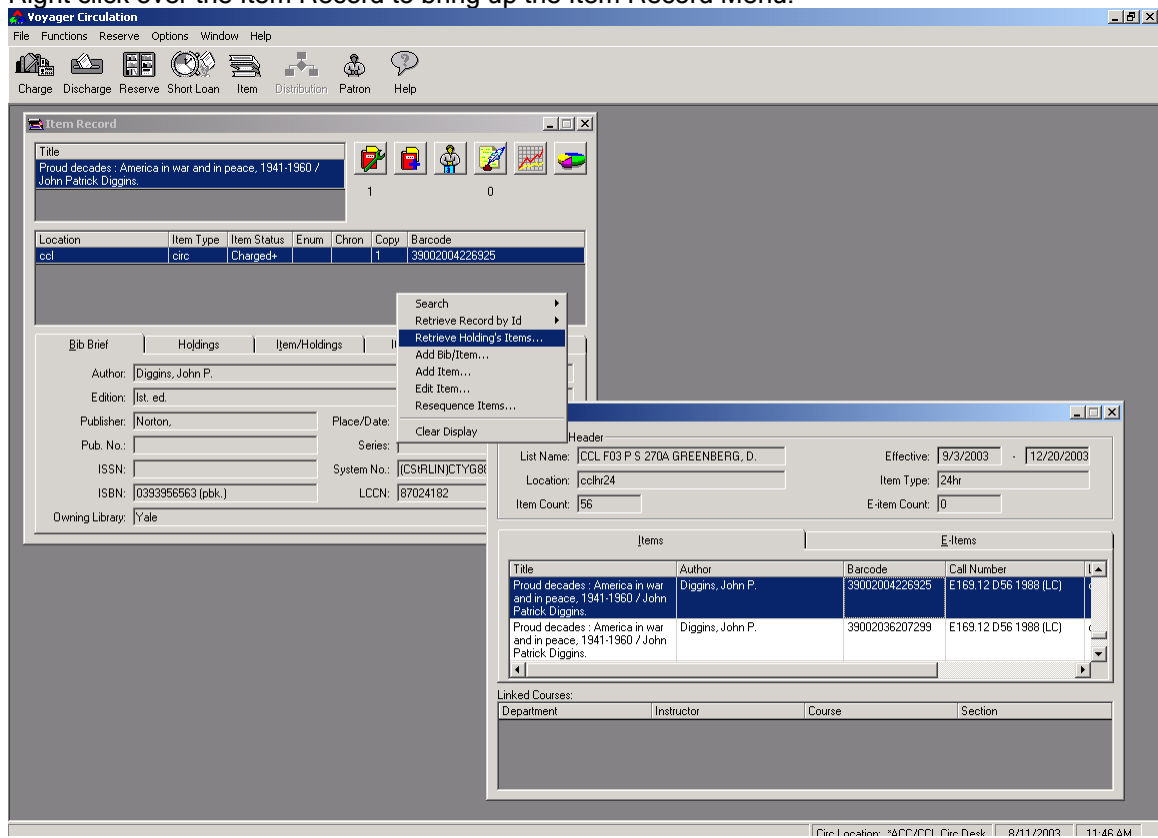 Right click over the Item Record to bring up the Item Record Menu.
Voyager Circulation
File Functions Reserve Options Window Help
Charge Discharge Reserve Short Loan Item Distribution Patron Help
Item Record
Title
Proud decades : America in war and in peace, 1941-1960 /
John Patrick Diggins.
1 0
Location Item Type Item Status Enum Chron Copy Barcode
ccl circ Charged+ 1 39002004226925
Search
Retrieve Record by Id
Retrieve Holding's Items...
Add Bib/Item...
Add Item...
Edit Item...
Resequence Items...
Clear Display
Bib Brief Holdings Item/Holdings
Author: Diggins, John P.
Edition: lst. ed.
Publisher: Norton, Place/Date:
Pub. No.: Series:
ISSN: System No.: (CStRLIN)CTYG8
ISBN: 0393956563 (pbk.) LCCN: 87024182
Owning Library: Yale
Header
List Name: CCL F03 P S 270A GREENBERG, D. Effective: 9/3/2003 - 12/20/2003
Location: cclhr24 Item Type: 24hr
Item Count: 56 E-item Count: 0
Items E-Items
Title Author Barcode Call Number
Proud decades : America in war Diggins, John P. 39002004226925 E169.12 D56 1988 (LC)
and in peace, 1941-1960 / John
Patrick Diggins.
Proud decades : America in war Diggins, John P. 39002036207299 E169.12 D56 1988 (LC)
and in peace, 1941-1960 / John
Patrick Diggins.
Linked Courses:
Department Instructor Course Section
Circ Location: *ACC/CCL Circ Desk 8/11/2003 11:46 AM